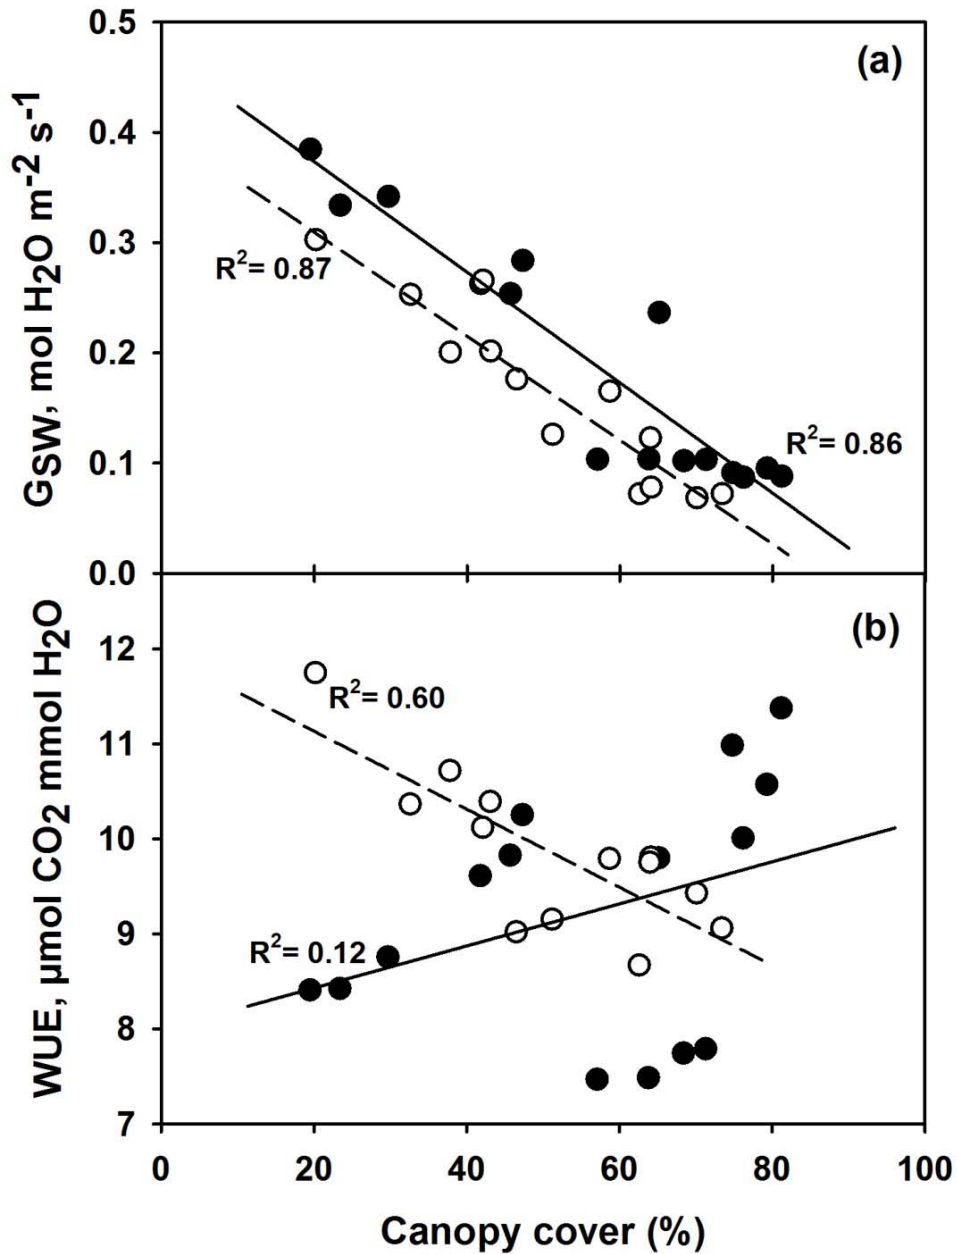 0.5
(a)
0.4
0.3
R²= 0.87
0.2
R²= 0.86
0.1
0.0
GSW, mol H₂O m⁻² s⁻¹
(b)
12
R²= 0.60
11
10
R²= 0.12
9
8
7
WUE, µmol CO₂ mmol H₂O
0 20 40 60 80 100
Canopy cover (%)